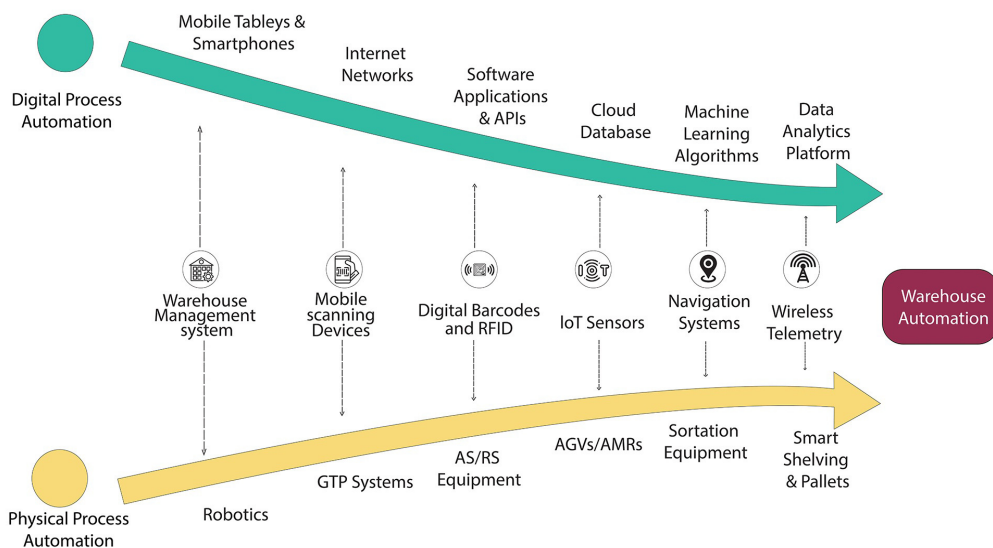 Mobile Tableys &
Smartphones
Internet
Networks
Software
Applications
& APIs
Cloud
Database
Machine
Learning
Algorithms
Data
Analytics
Platform
Digital Process
Automation
Warehouse
Management
system
Mobile
scanning
Devices
Digital Barcodes
and RFID
IOT
IoT Sensors
Navigation
Systems
Wireless
Telemetry
Warehouse
Automation
Physical Process
Automation
Robotics
GTP Systems
AS/RS
Equipment
AGVs/AMRs
Sortation
Equipment
Smart
Shelving
& Pallets